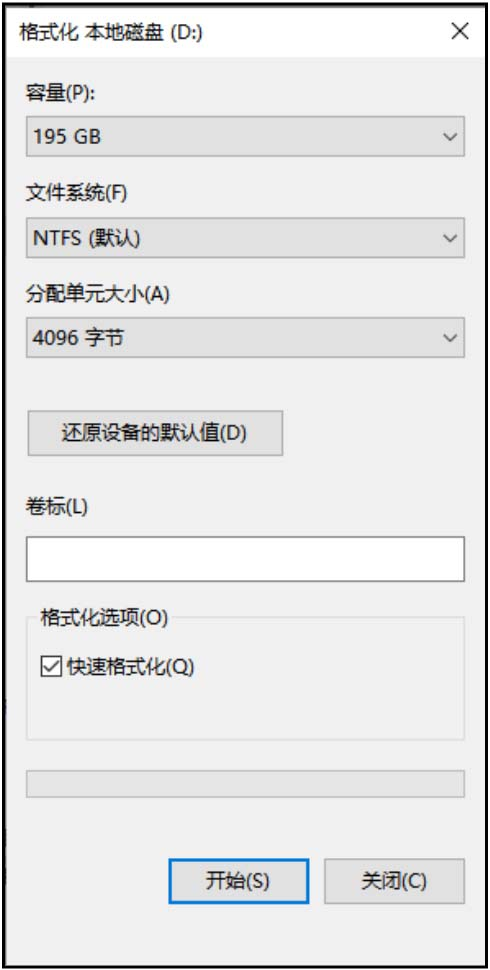 格式化 本地磁盘 (D:)
容量(P):
195 GB
文件系统(F)
NTFS (默认)
分配单元大小(A)
4096 字节
还原设备的默认值(D)
卷标(L)
格式化选项(O)
快速格式化(Q)
开始(S)
关闭(C)